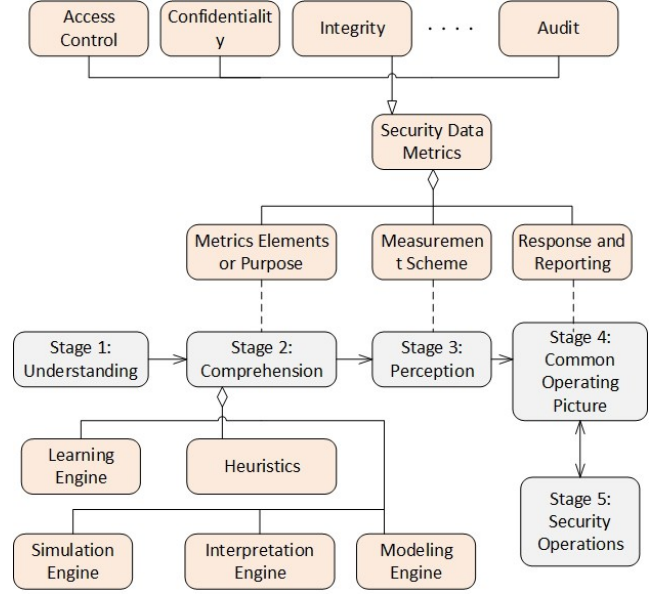 Access
Control
Confidentialit
y
Integrity
. . . .
Audit
Security Data
Metrics
Metrics Elements
or Purpose
Measuremen
t Scheme
Response and
Reporting
Stage 1:
Understanding
Stage 2:
Comprehension
Stage 3:
Perception
Stage 4:
Common
Operating
Picture
Learning
Engine
Heuristics
Stage 5:
Security
Operations
Simulation
Engine
Interpretation
Engine
Modeling
Engine